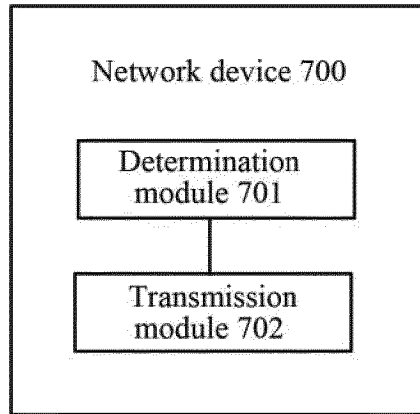 Network device 700
Determination
module 701
Transmission
module 702